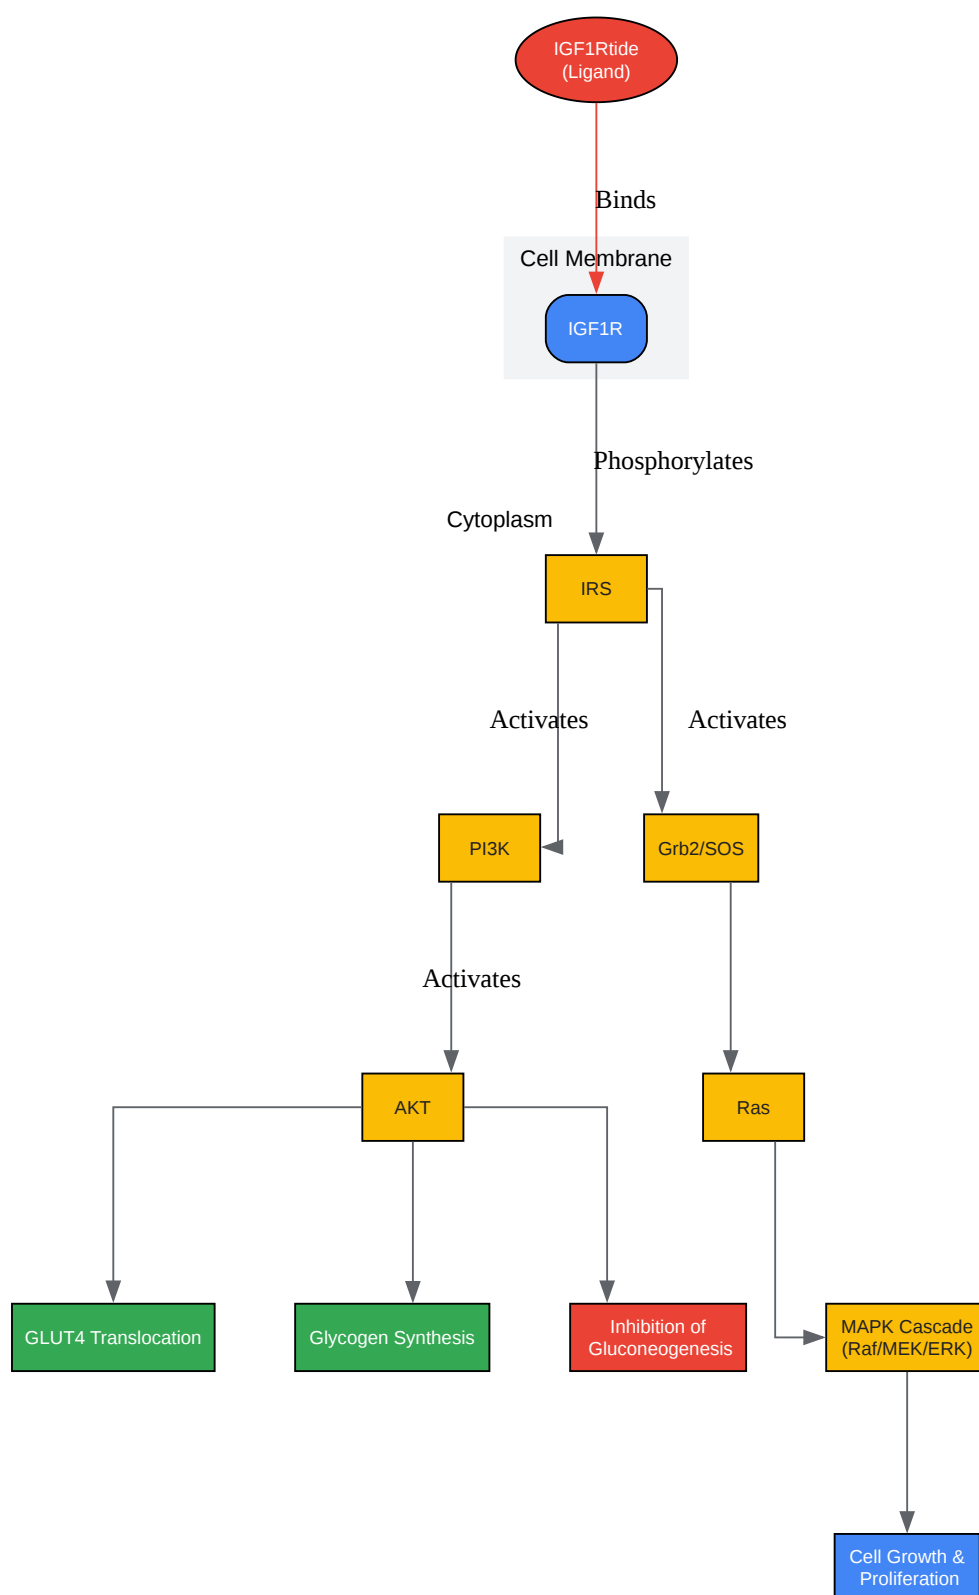 IGF1Rtide
(Ligand)
Binds
Cell Membrane
IGF1R
Phosphorylates
Cytoplasm
IRS
Activates
Activates
PI3K
Grb2/SOS
Activates
AKT
Ras
GLUT4 Translocation
Glycogen Synthesis
Inhibition of
Gluconeogenesis
MAPK Cascade
(Raf/MEK/ERK)
Cell Growth &
Proliferation